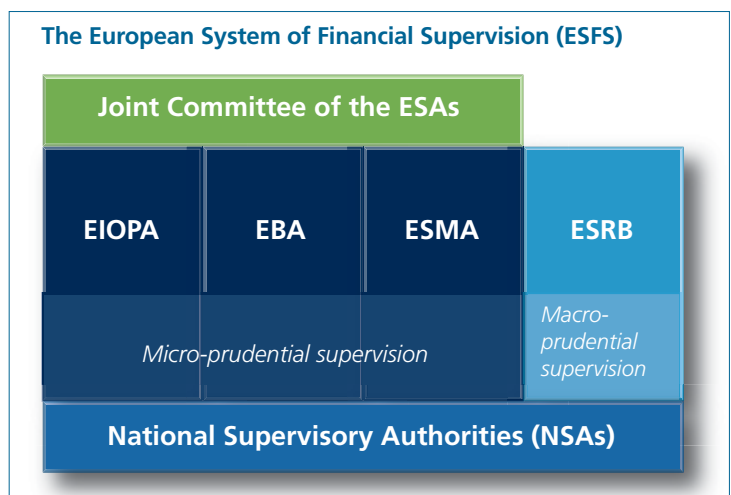 The European System of Financial Supervision (ESFS)
Joint Committee of the ESAs
EIOPA EBA ESMA ESRB
Micro-prudential supervision
Macro-
prudential
supervision
National Supervisory Authorities (NSAs)